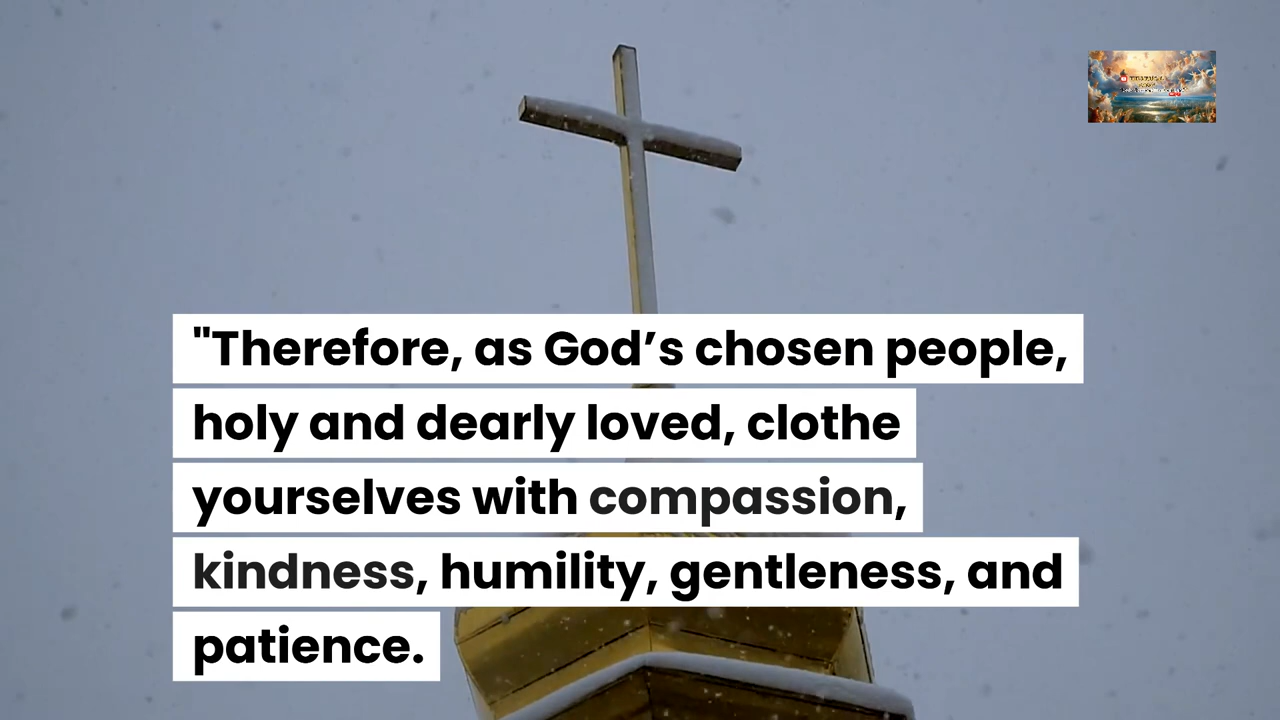 "Therefore, as God’s chosen people,
holy and dearly loved, clothe
yourselves with compassion,
kindness, humility, gentleness, and
patience.